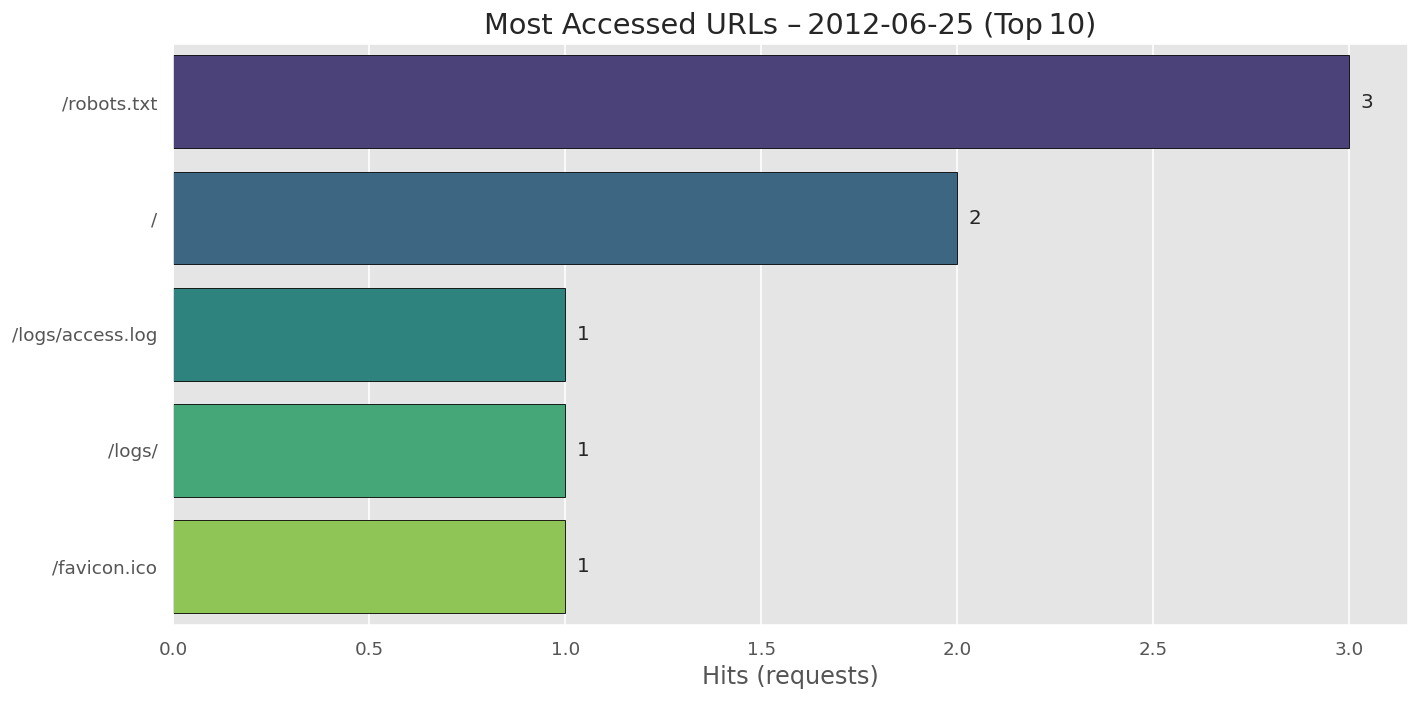 Most Accessed URLs – 2012-06-25 (Top 10)
/robots.txt
3
/
2
/logs/access.log
1
/logs/
1
/favicon.ico
1
0.0 0.5 1.0 1.5 2.0 2.5 3.0
Hits (requests)